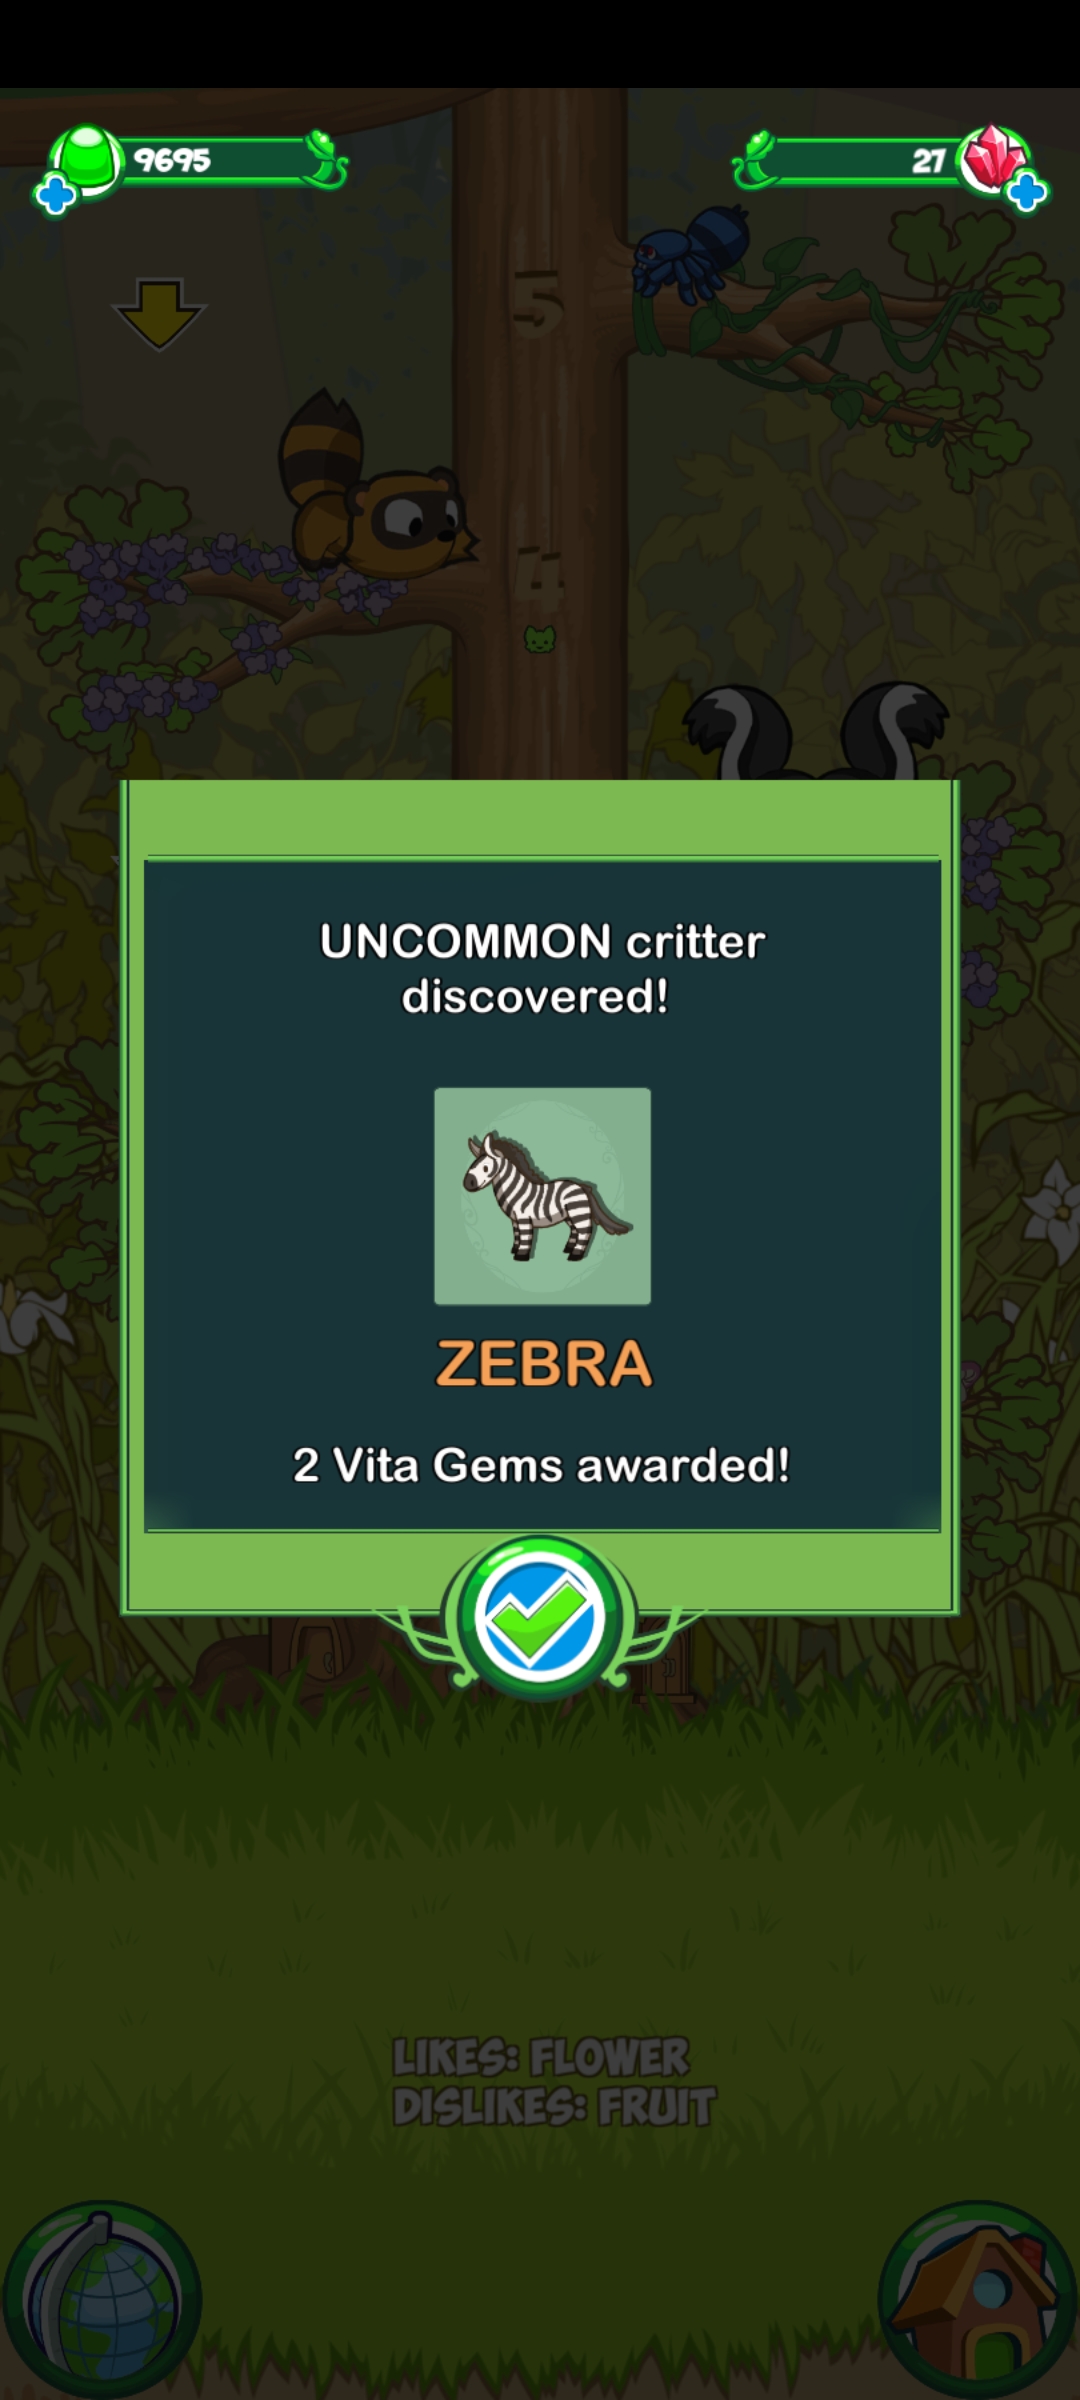 9695
27
5
4
UNCOMMON critter
discovered!
ZEBRA
2 Vita Gems awarded!
LIKES: FLOWER
DISLIKES: FRUIT